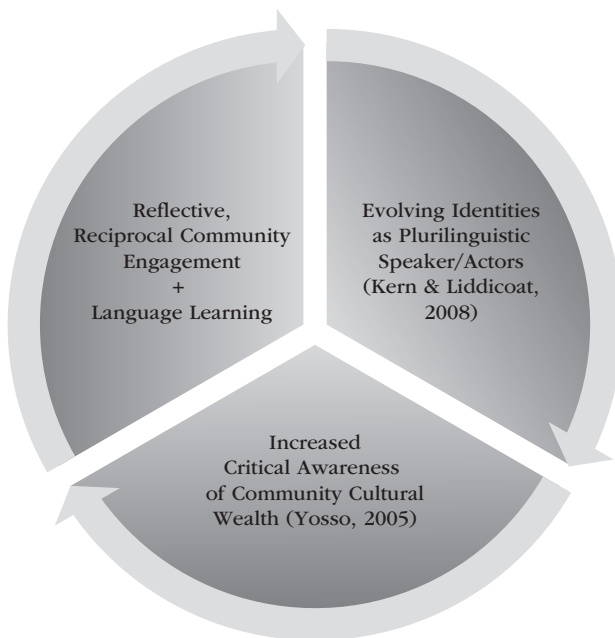 Reflective,
Reciprocal Community
Engagement
+
Language Learning
Evolving Identities
as Plurilinguistic
Speaker/Actors
(Kern & Liddicoat,
2008)
Increased
Critical Awareness
of Community Cultural
Wealth (Yosso, 2005)